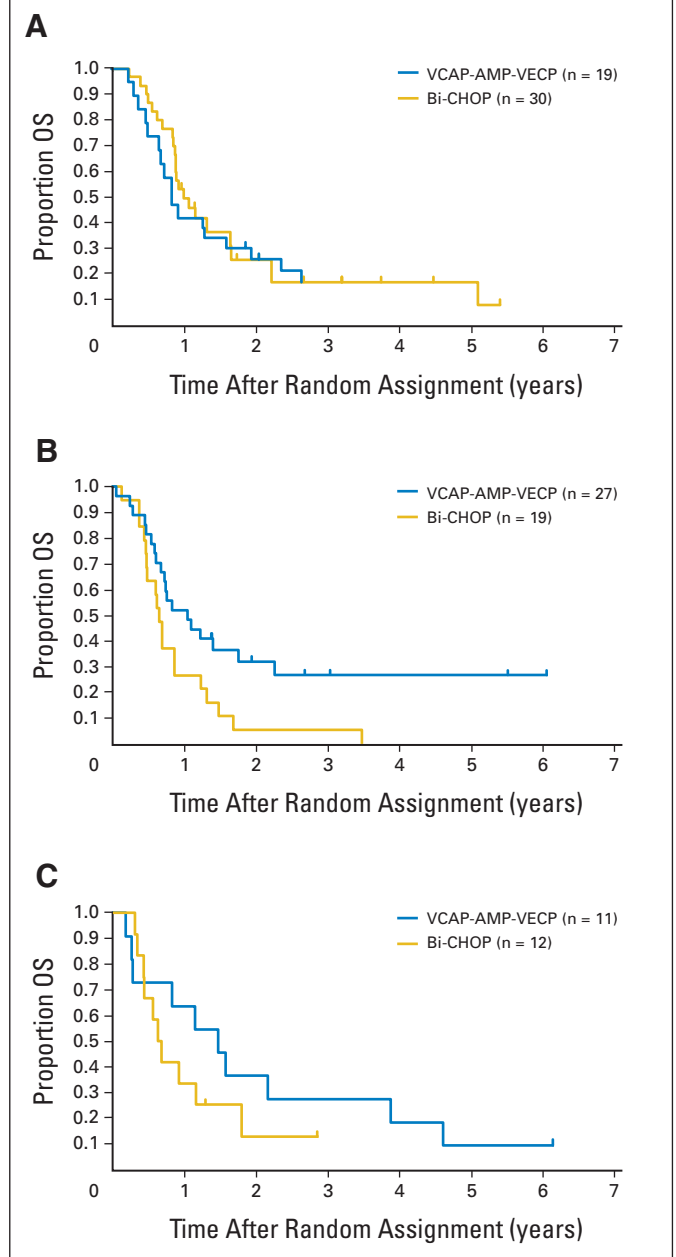 A
1.0
0.9
0.8
0.7
0.6
0.5
0.4
0.3
0.2
0.1
Proportion OS
VCAP-AMP-VECP (n = 19)
Bi-CHOP (n = 30)
0 1 2 3 4 5 6 7
Time After Random Assignment (years)
B
1.0
0.9
0.8
0.7
0.6
0.5
0.4
0.3
0.2
0.1
Proportion OS
VCAP-AMP-VECP (n = 27)
Bi-CHOP (n = 19)
0 1 2 3 4 5 6 7
Time After Random Assignment (years)
C
1.0
0.9
0.8
0.7
0.6
0.5
0.4
0.3
0.2
0.1
Proportion OS
VCAP-AMP-VECP (n = 11)
Bi-CHOP (n = 12)
0 1 2 3 4 5 6 7
Time After Random Assignment (years)